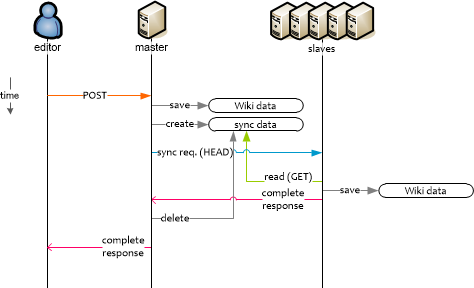 editor
master
slaves
time
POST
save
Wiki data
create
sync data
sync req. (HEAD)
read (GET)
complete
response
save
Wiki data
delete
complete
response